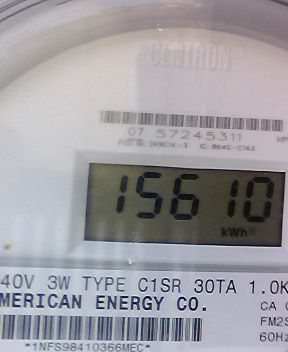 CENTRON
07 57245311
15610
kWh
40V 3W TYPE C1SR 30TA 1.0K
MERICAN ENERGY CO.
CA
FM2S
60Hz
*1NFS98410366MEC*